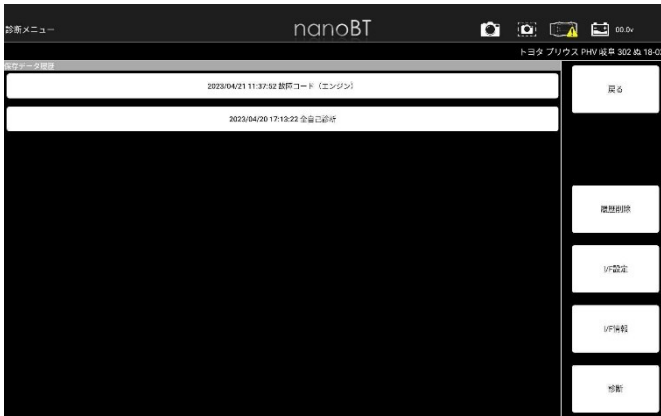 診断メニュー
nanoBT
00.0v
トヨタ プリウス PHV 岐阜 302 ぬ 18-0
保存データ履歴
2023/04/21 11:37:52 故障コード（エンジン）
2023/04/20 17:13:22 全自己診断
戻る
履歴削除
I/F設定
I/F情報
診断